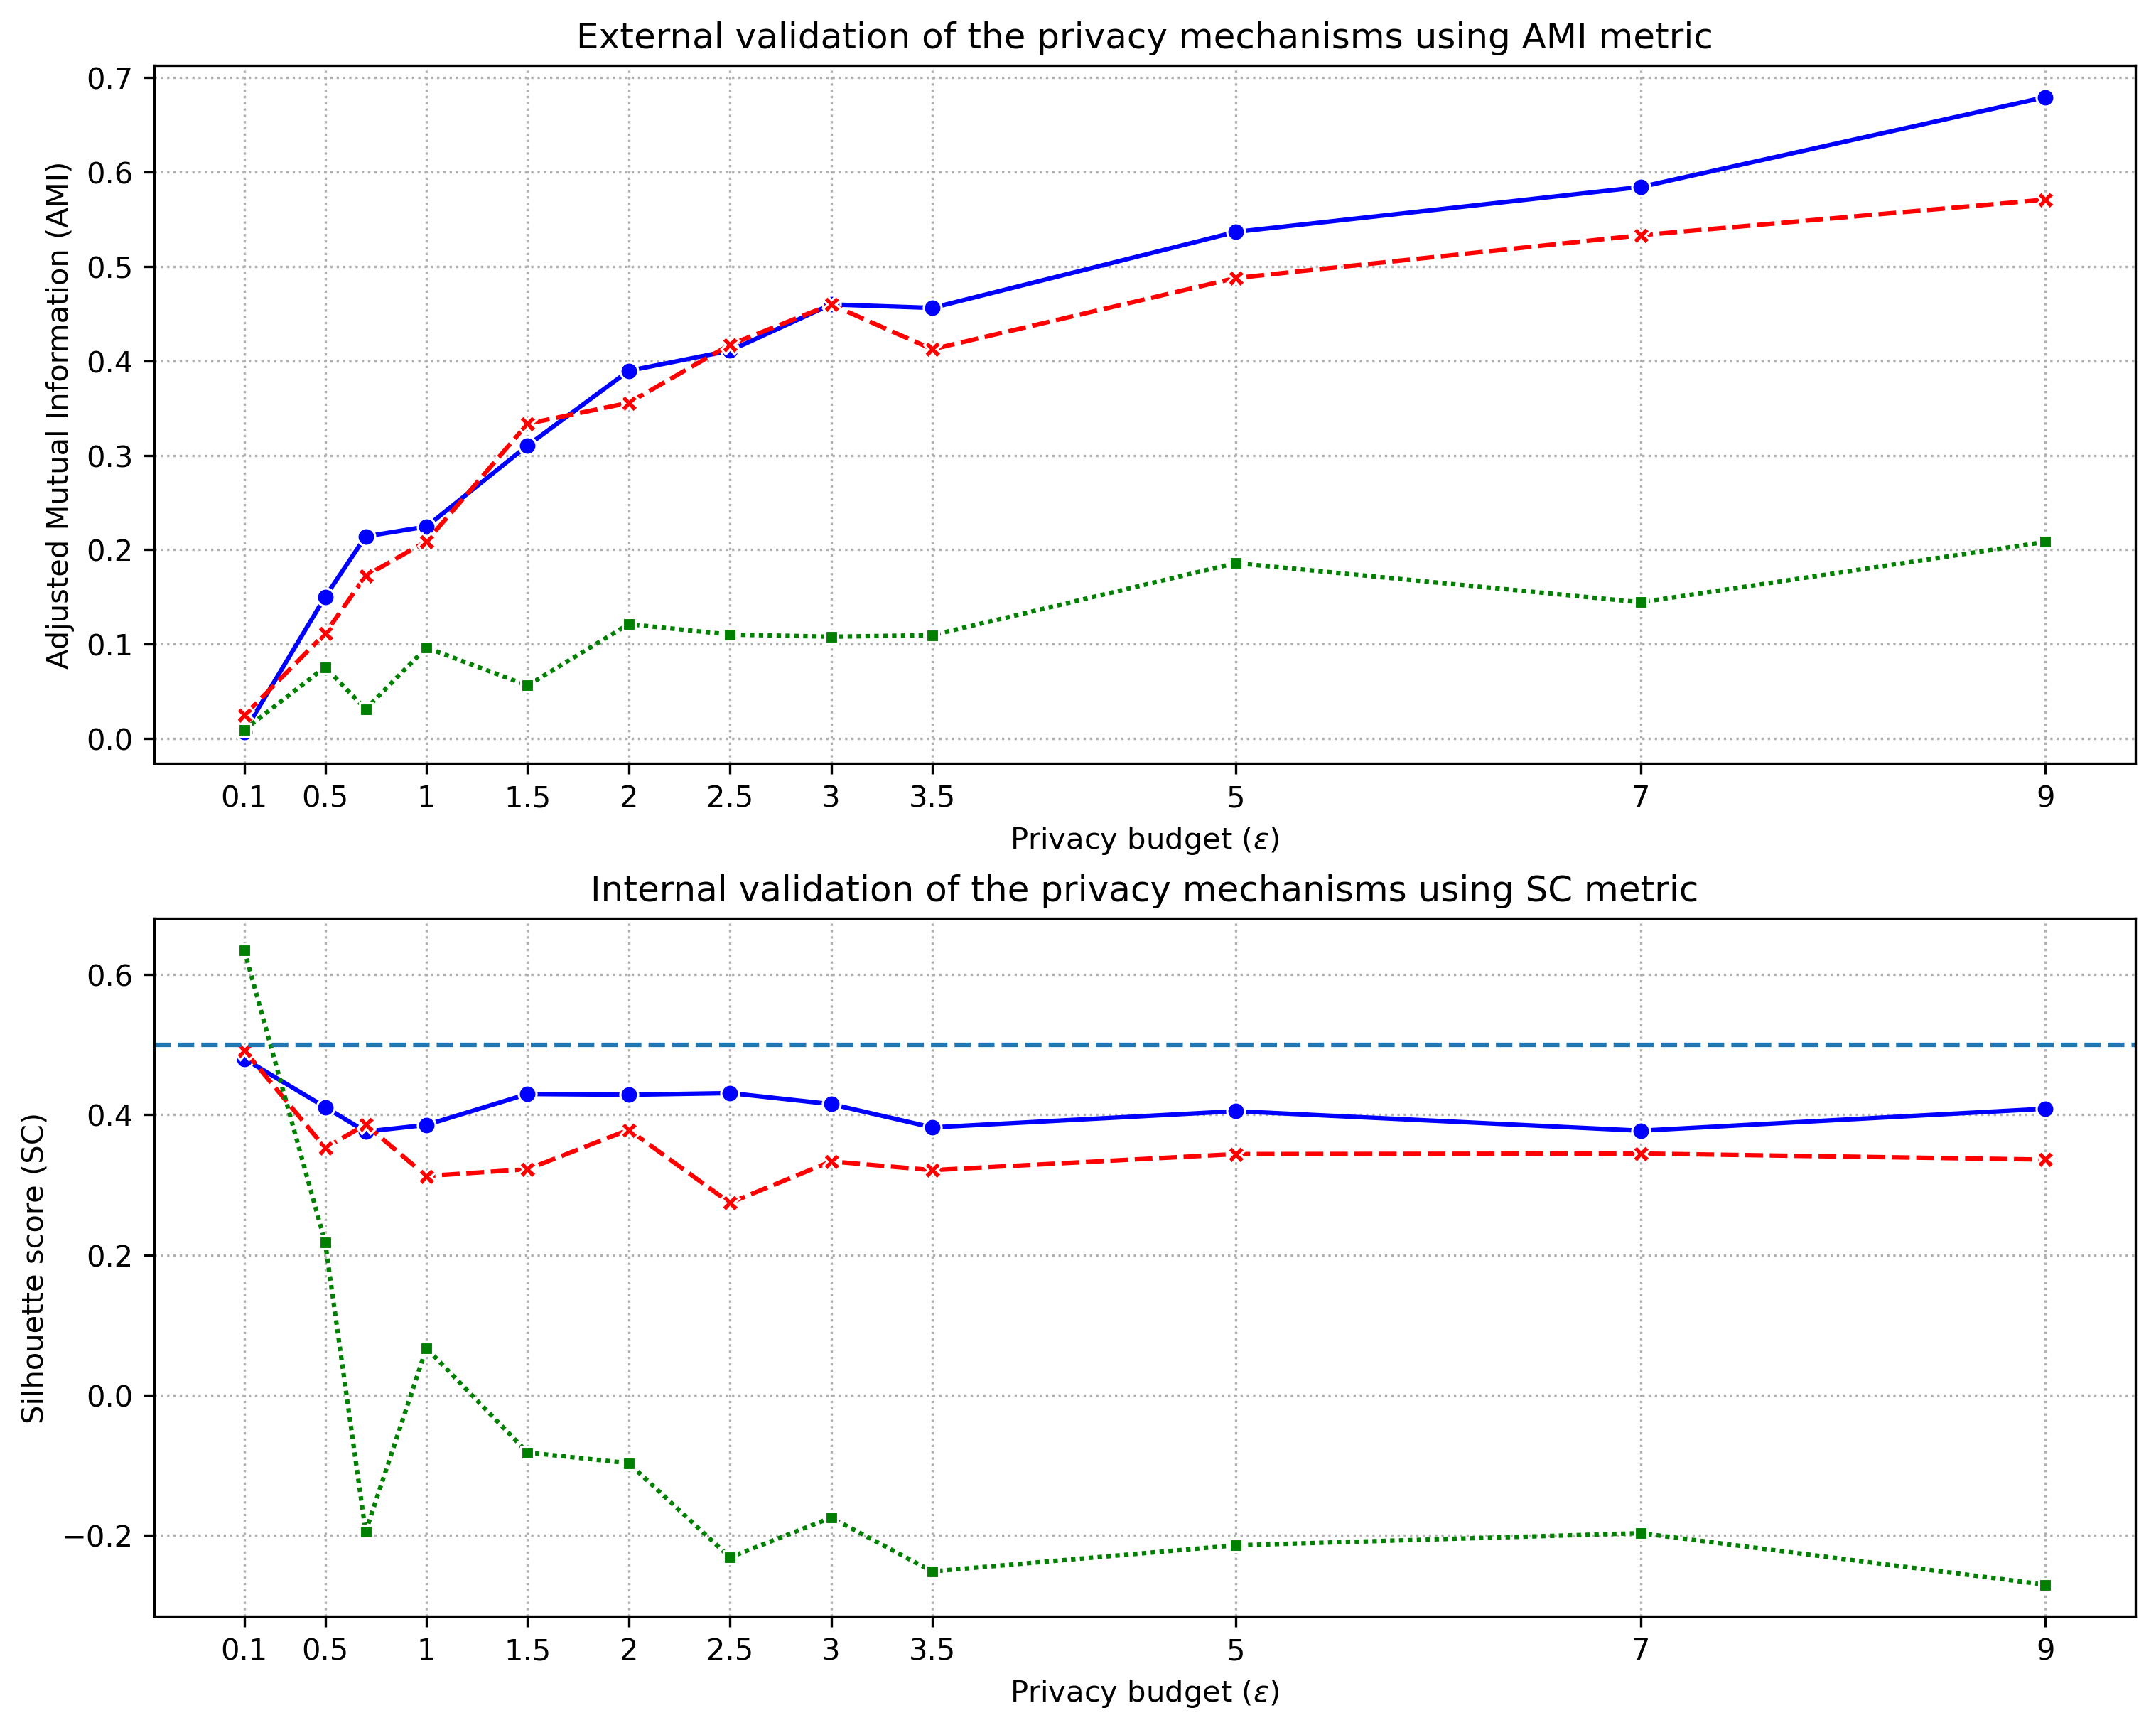 External validation of the privacy mechanisms using AMI metric
Adjusted Mutual Information (AMI)
0.7
0.6
0.5
0.4
0.3
0.2
0.1
0.0
0.1 0.5 1 1.5 2 2.5 3 3.5 5 7 9
Privacy budget (ε)
Internal validation of the privacy mechanisms using SC metric
Silhouette score (SC)
0.6
0.4
0.2
0.0
−0.2
0.1 0.5 1 1.5 2 2.5 3 3.5 5 7 9
Privacy budget (ε)